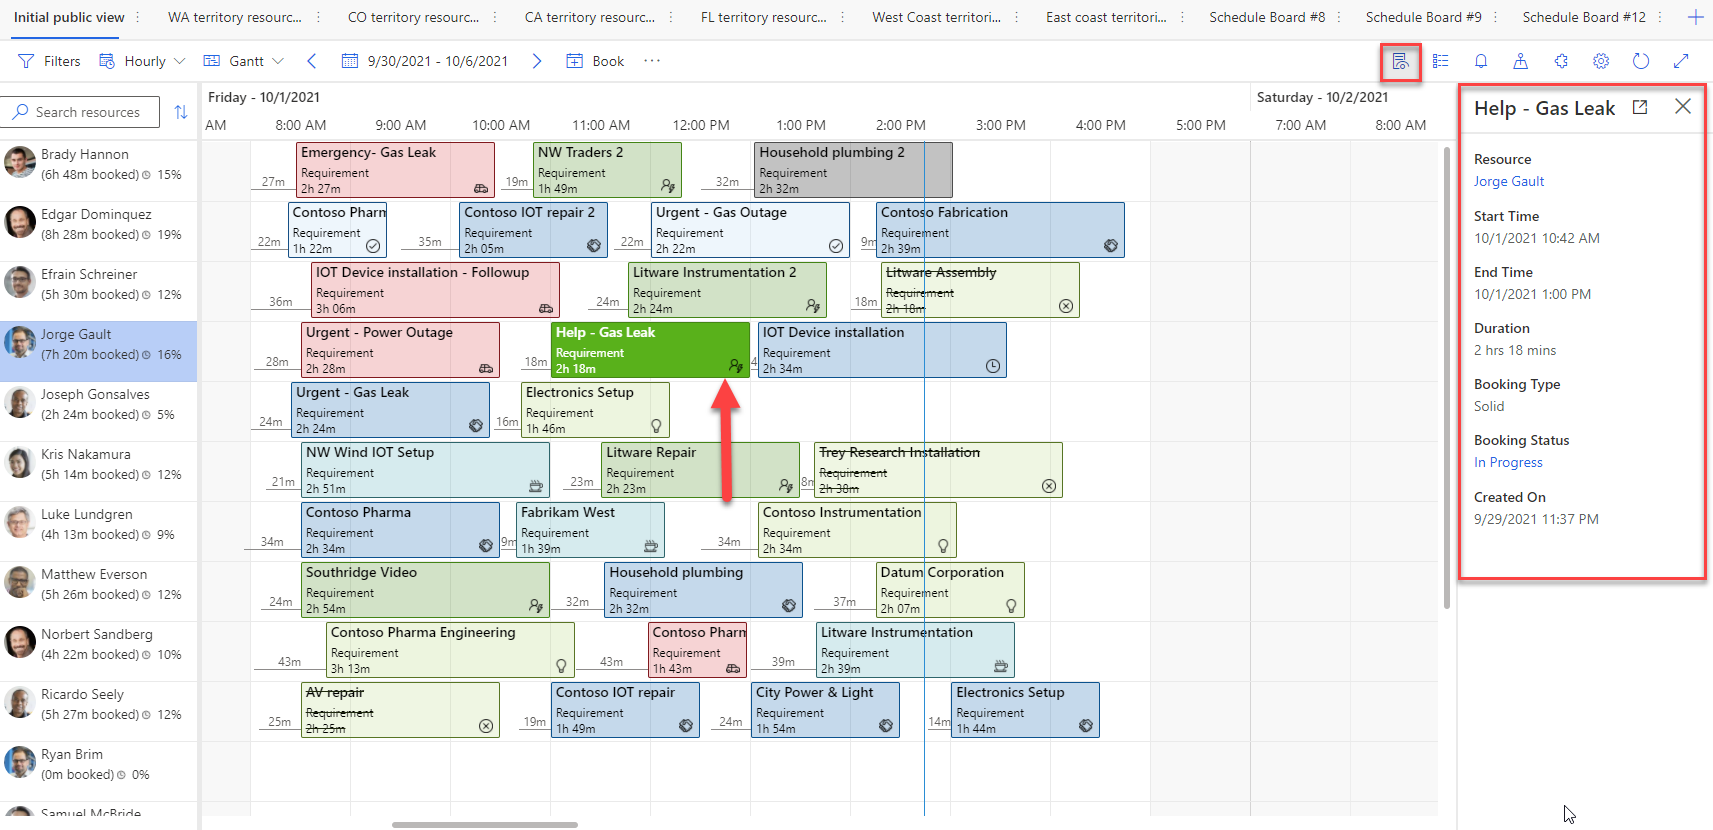 Initial public view
WA territory resourc...
CO territory resourc...
CA territory resourc...
FL territory resourc...
West Coast territori...
East coast territori...
Schedule Board #8
Schedule Board #9
Schedule Board #12
Filters
Hourly
Gantt
9/30/2021 - 10/6/2021
Book
Search resources
Friday - 10/1/2021
Saturday - 10/2/2021
AM 8:00 AM 9:00 AM 10:00 AM 11:00 AM 12:00 PM 1:00 PM 2:00 PM 3:00 PM 4:00 PM 5:00 PM 7:00 AM 8:00 AM
Brady Hannon
(6h 48m booked) 15%
27m
Emergency- Gas Leak
Requirement
2h 27m
19m
NW Traders 2
Requirement
1h 49m
32m
Household plumbing 2
Requirement
2h 32m
Edgar Dominquez
(8h 28m booked) 19%
22m
Contoso Pharm
Requirement
1h 22m
35m
Contoso IOT repair 2
Requirement
2h 05m
22m
Urgent - Gas Outage
Requirement
2h 22m
9m
Contoso Fabrication
Requirement
2h 39m
Efrain Schreiner
(5h 30m booked) 12%
36m
IOT Device installation - Followup
Requirement
3h 06m
24m
Litware Instrumentation 2
Requirement
2h 24m
18m
Litware Assembly
Requirement
2h 18m
Jorge Gault
(7h 20m booked) 16%
28m
Urgent - Power Outage
Requirement
2h 28m
18m
Help - Gas Leak
Requirement
2h 18m
4
IOT Device installation
Requirement
2h 34m
Joseph Gonsalves
(2h 24m booked) 5%
24m
Urgent - Gas Leak
Requirement
2h 24m
16m
Electronics Setup
Requirement
1h 46m
Kris Nakamura
(5h 14m booked) 12%
21m
NW Wind IOT Setup
Requirement
2h 51m
23m
Litware Repair
Requirement
2h 23m
8m
Trey Research Installation
Requirement
2h 38m
Luke Lundgren
(4h 13m booked) 9%
34m
Contoso Pharma
Requirement
2h 34m
9m
Fabrikam West
Requirement
1h 39m
34m
Contoso Instrumentation
Requirement
2h 34m
Matthew Everson
(5h 26m booked) 12%
24m
Southridge Video
Requirement
2h 54m
32m
Household plumbing
Requirement
2h 32m
37m
Datum Corporation
Requirement
2h 07m
Norbert Sandberg
(4h 22m booked) 10%
43m
Contoso Pharma Engineering
Requirement
3h 13m
43m
Contoso Pharm
Requirement
1h 43m
39m
Litware Instrumentation
Requirement
2h 39m
Ricardo Seely
(5h 27m booked) 12%
25m
AV repair
Requirement
2h 25m
19m
Contoso IOT repair
Requirement
1h 49m
24m
City Power & Light
Requirement
1h 54m
14m
Electronics Setup
Requirement
1h 44m
Ryan Brim
(0m booked) 0%
Samuel McBride
Help - Gas Leak
Resource
Jorge Gault
Start Time
10/1/2021 10:42 AM
End Time
10/1/2021 1:00 PM
Duration
2 hrs 18 mins
Booking Type
Solid
Booking Status
In Progress
Created On
9/29/2021 11:37 PM